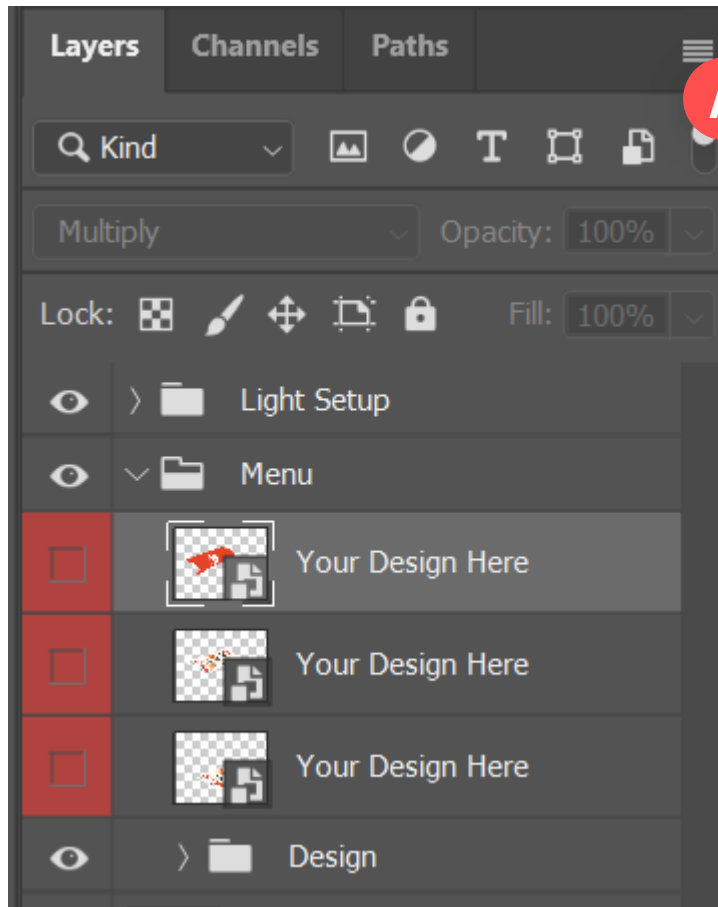 Layers Channels Paths
Kind T
Multiply Opacity: 100%
Lock: Fill: 100%
Light Setup
Menu
Your Design Here
Your Design Here
Your Design Here
Design